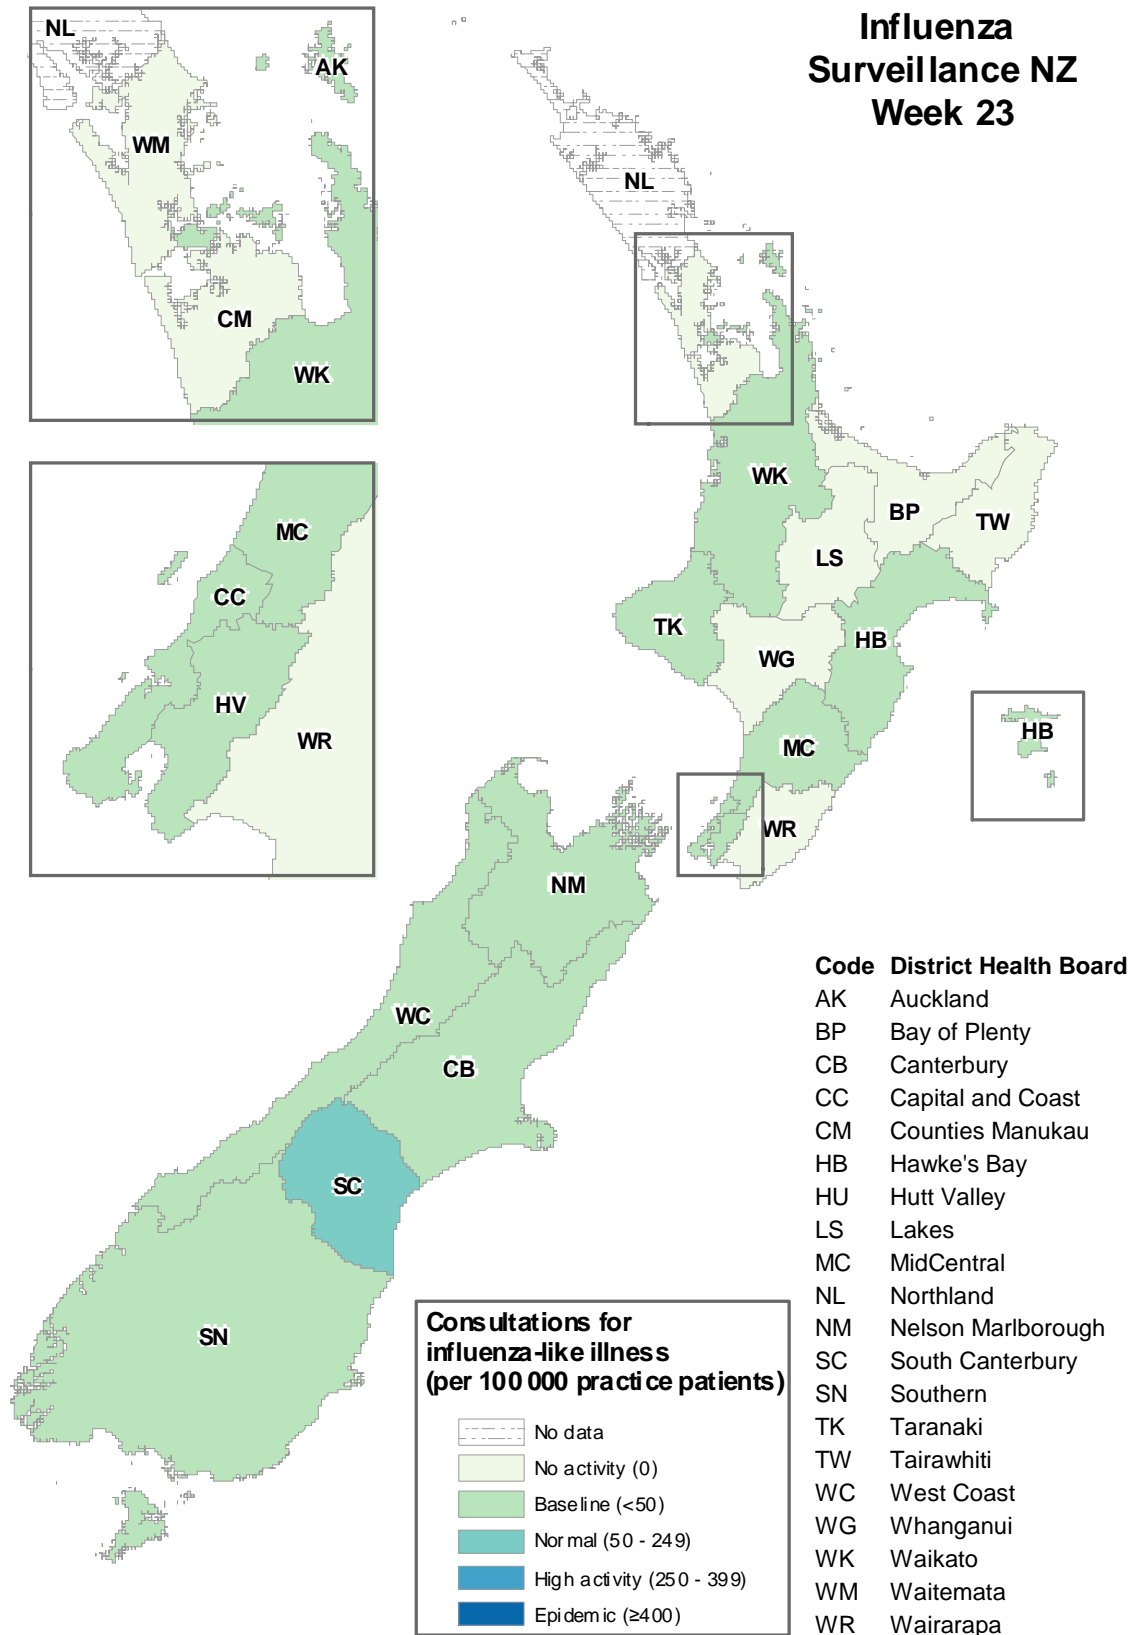 Influenza
Surveillance NZ
Week 23
NL
AK
WM
CM
WK
NL
WK
BP
TW
LS
TK
HB
WG
MC
WR
HB
MC
CC
HV
WR
NM
WC
CB
SC
SN
Code District Health Board
AK Auckland
BP Bay of Plenty
CB Canterbury
CC Capital and Coast
CM Counties Manukau
HB Hawke's Bay
HU Hutt Valley
LS Lakes
MC MidCentral
NL Northland
NM Nelson Marlborough
SC South Canterbury
SN Southern
TK Taranaki
TW Tairawhiti
WC West Coast
WG Whanganui
WK Waikato
WM Waitemata
WR Wairarapa
Consultations for
influenza-like illness
(per 100 000 practice patients)
No data
No activity (0)
Baseline (<50)
Normal (50 - 249)
High activity (250 - 399)
Epidemic (≥400)